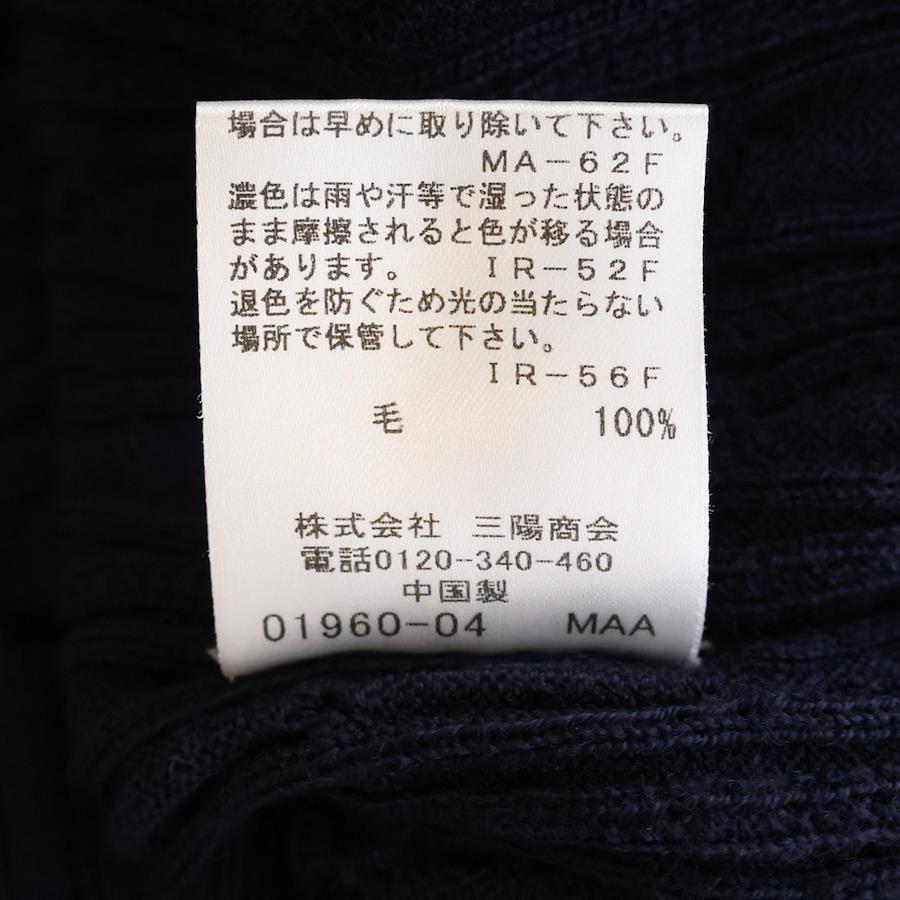 場合は早めに取り除いて下さい。
MA－62F
濃色は雨や汗等で湿った状態の
まま摩擦されると色が移る場合
があります。 IR－52F
退色を防ぐため光の当たらない
場所で保管して下さい。
IR－56F
毛 100%
株式会社 三陽商会
電話0120-340-460
中国製
01960-04 MAA